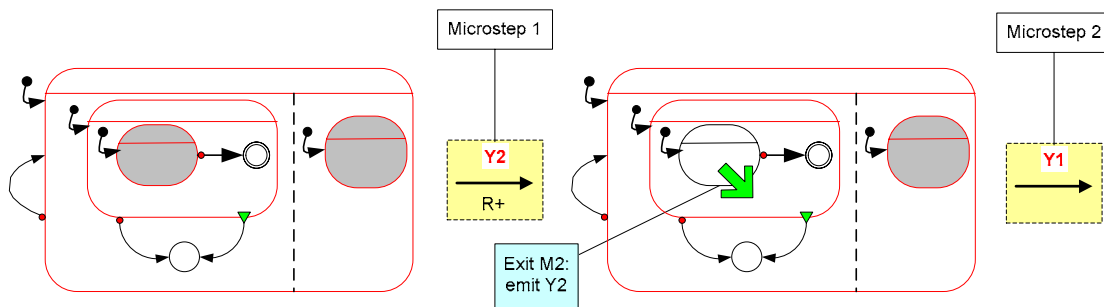 Microstep 1
Microstep 2
Y2
R+
Y1
Exit M2:
emit Y2